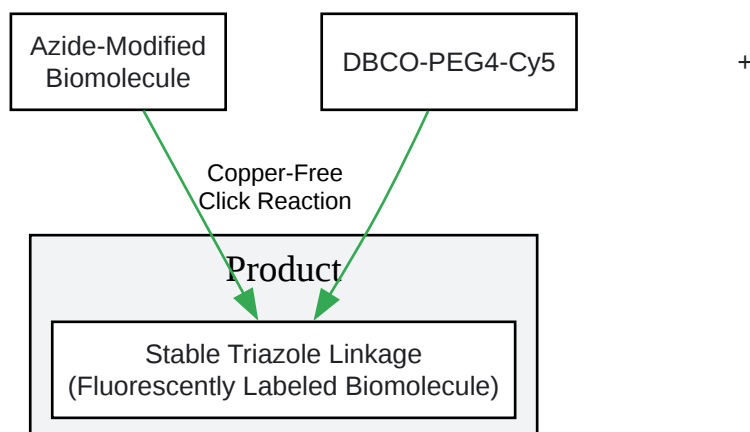 Azide-Modified
Biomolecule
DBCO-PEG4-Cy5
+
Copper-Free
Click Reaction
Product
Stable Triazole Linkage
(Fluorescently Labeled Biomolecule)